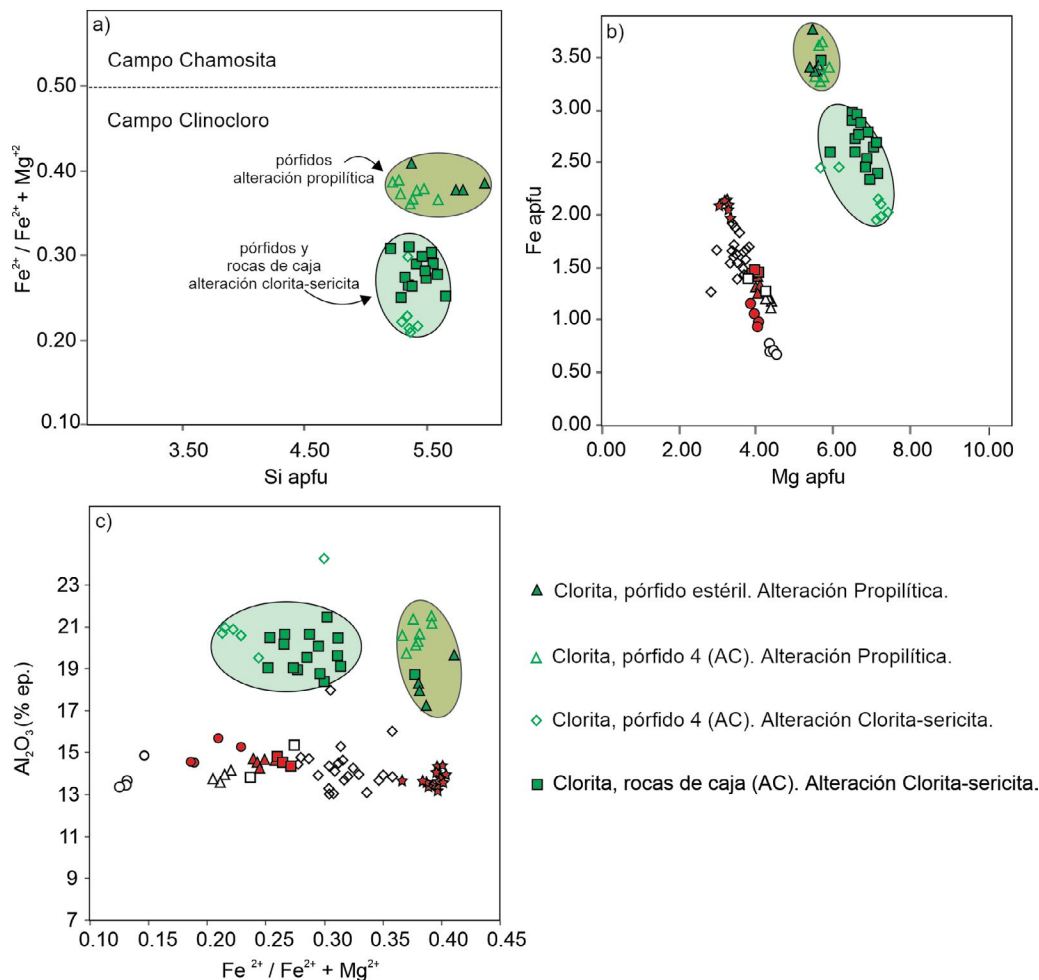 a)
Campo Chamosita
Campo Clinocloro
pórfidos
alteración propilítica
pórfidos y
rocas de caja
alteración clorita-sericita
0.50
0.40
0.30
0.20
0.10
Fe²⁺ / Fe²⁺ + Mg⁺²
3.50 4.50 5.50
Si apfu
b)
3.50
3.00
2.50
2.00
1.50
1.00
0.50
0.00
Fe apfu
0.00 2.00 4.00 6.00 8.00 10.00
Mg apfu
c)
23
21
19
17
15
13
11
9
7
Al₂O₃ (% ep.)
0.10 0.15 0.20 0.25 0.30 0.35 0.40 0.45
Fe ²⁺ / Fe²⁺ + Mg²⁺
Clorita, pórfido estéril. Alteración Propilítica.
Clorita, pórfido 4 (AC). Alteración Propilítica.
Clorita, pórfido 4 (AC). Alteración Clorita-sericita.
Clorita, rocas de caja (AC). Alteración Clorita-sericita.